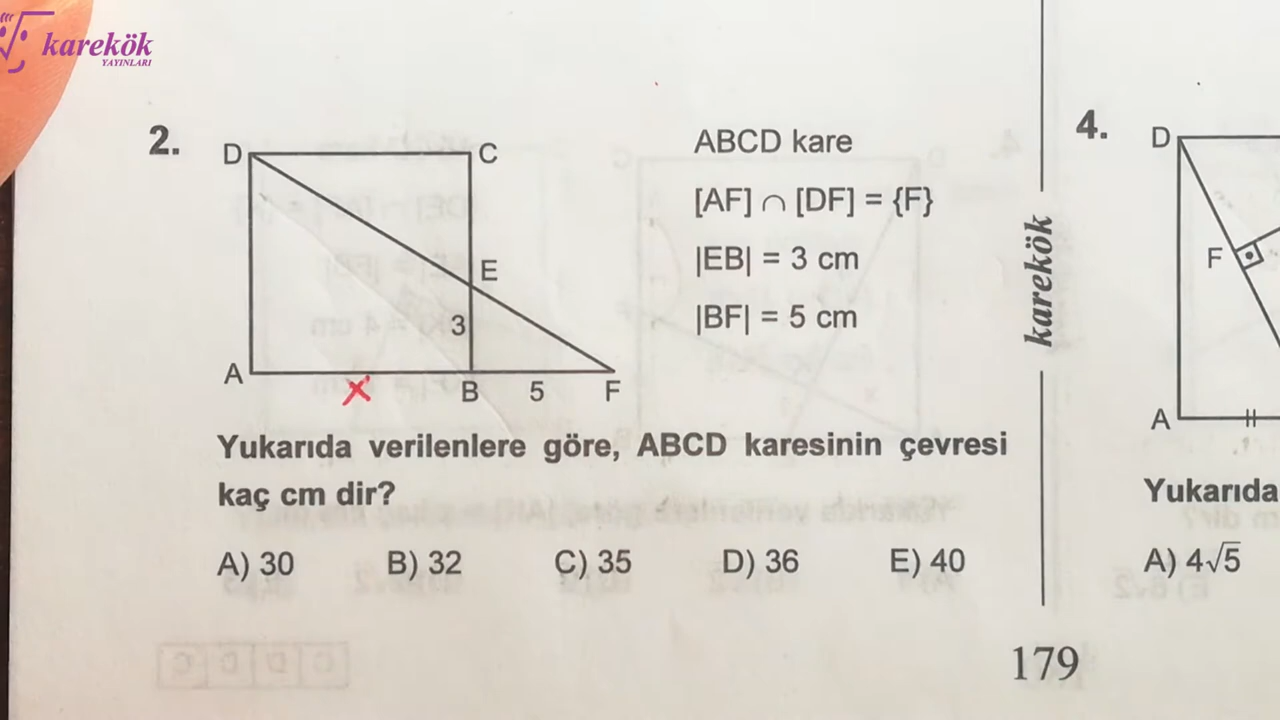 karekök
YAYINLARI
2.
D
C
E
3
A
x
B
5
F
ABCD kare
[AF] ∩ [DF] = {F}
|EB| = 3 cm
|BF| = 5 cm
Yukarıda verilenlere göre, ABCD karesinin çevresi
kaç cm dir?
A) 30 B) 32 C) 35 D) 36 E) 40
karekök
179
4.
D
F
A
Yukarıda
A) 4√5